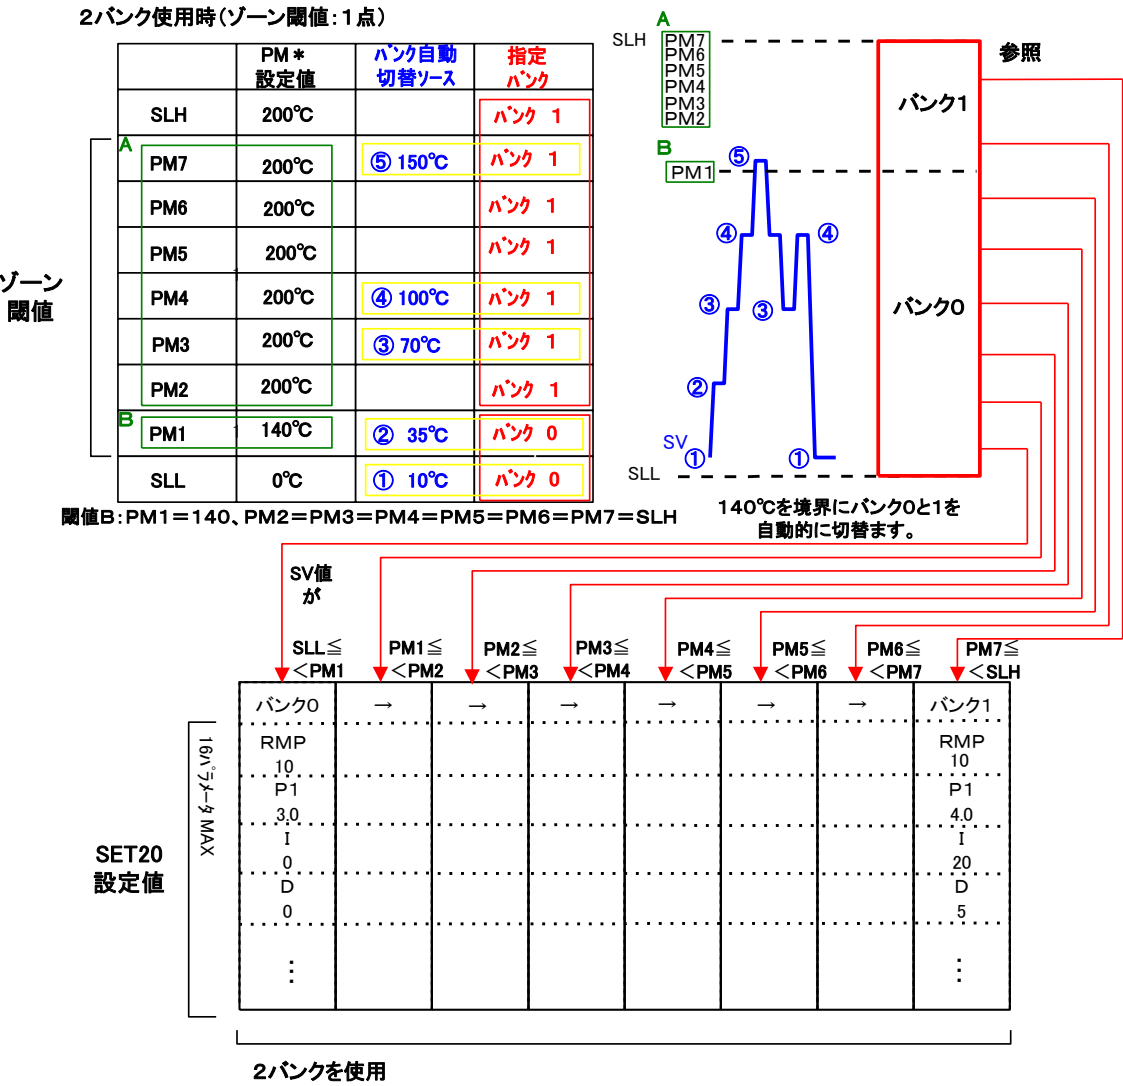 2バンク使用時(ゾーン閾値:1点)
PM*
設定値
バンク自動
切替ソース
指定
バンク
SLH 200℃ バンク 1
A
PM7 200℃ ⑤150℃ バンク 1
PM6 200℃ バンク 1
PM5 200℃ バンク 1
PM4 200℃ ④100℃ バンク 1
PM3 200℃ ③70℃ バンク 1
PM2 200℃ バンク 1
B
PM1 140℃ ② 35℃ バンク 0
SLL 0℃ ① 10℃ バンク 0
ゾーン
閾値
閾値B:PM1=140、PM2=PM3=PM4=PM5=PM6=PM7=SLH
A
SLH
PM7
PM6
PM5
PM4
PM3
PM2
B
PM1
⑤
④ ④
③ ③
②
SV
① ①
SLL
バンク1
バンク0
参照
140℃を境界にバンク0と1を
自動的に切替ます。
SV値
が
SLL≦ PM1≦ PM2≦ PM3≦ PM4≦ PM5≦ PM6≦ PM7≦
<PM1 <PM2 <PM3 <PM4 <PM5 <PM6 <PM7 <SLH
バンク0 → → → → → → バンク1
RMP RMP
10 10
P1 P1
3.0 4.0
I I
0 20
D D
0 5
⋮ ⋮
16パラメータMAX
SET20
設定値
2バンクを使用